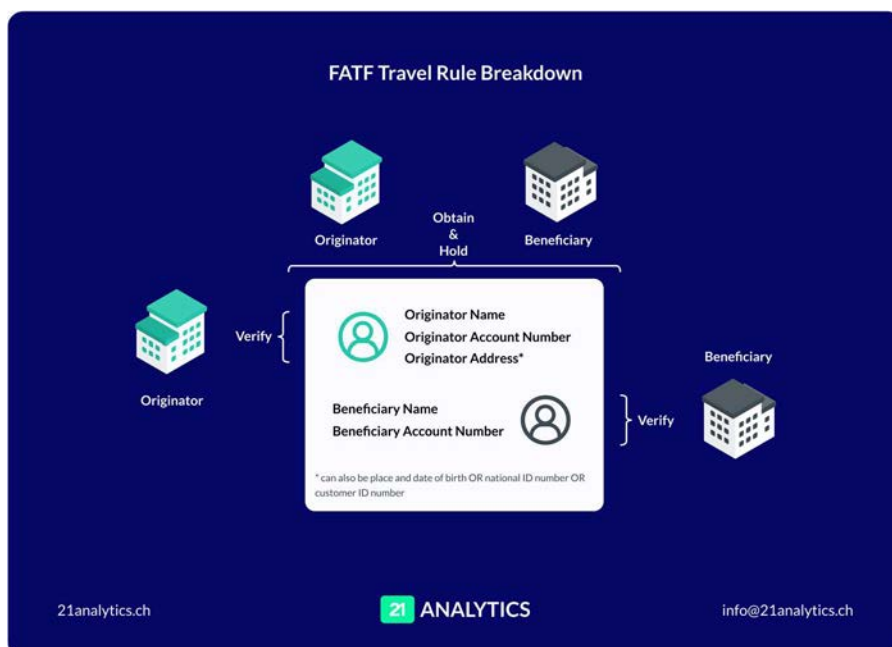 FATF Travel Rule Breakdown
Originator
Obtain
&
Hold
Beneficiary
Verify
Originator
Originator Name
Originator Account Number
Originator Address*
Beneficiary Name
Beneficiary Account Number
* can also be place and date of birth OR national ID number OR
customer ID number
Beneficiary
Verify
21analytics.ch
21 ANALYTICS
info@21analytics.ch